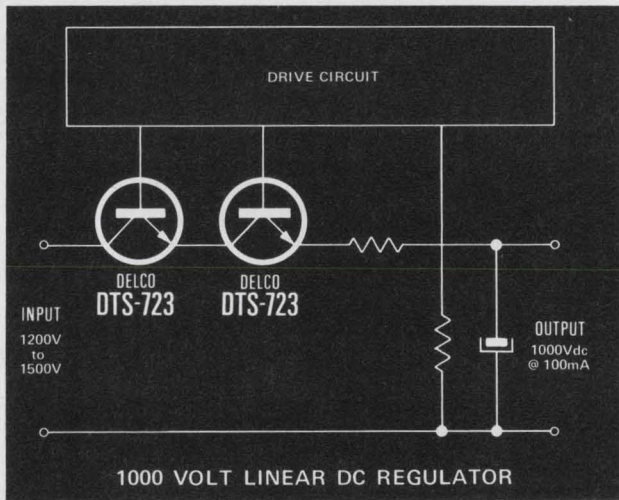 DRIVE CIRCUIT
DELCO
DTS-723
DELCO
DTS-723
INPUT
1200V
to
1500V
OUTPUT
1000Vdc
@ 100mA
1000 VOLT LINEAR DC REGULATOR